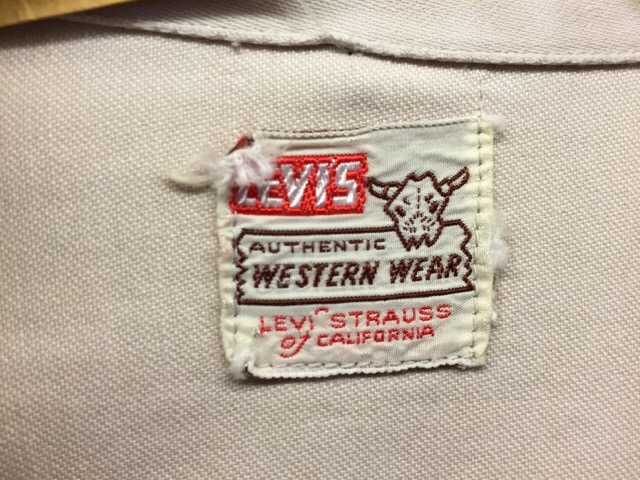 LEVI'S
AUTHENTIC
WESTERN WEAR
LEVI STRAUSS
of CALIFORNIA